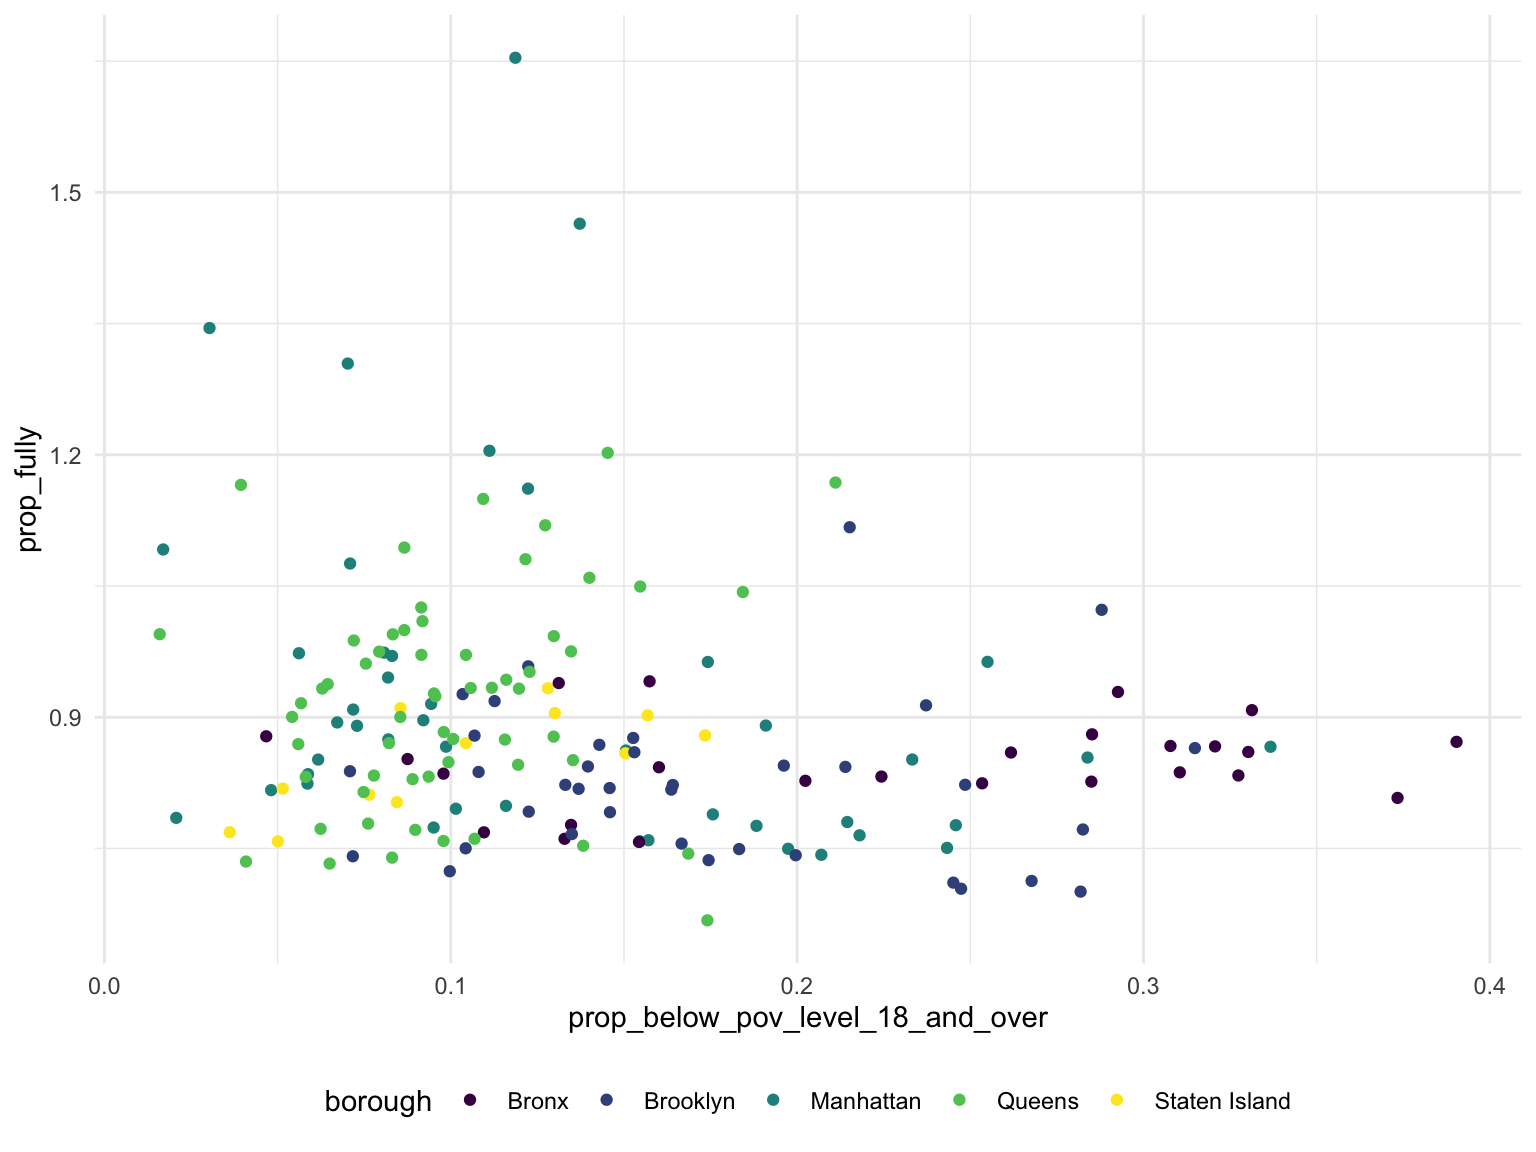 1.5
1.2
0.9
prop_fully
0.0 0.1 0.2 0.3 0.4
prop_below_pov_level_18_and_over
borough Bronx Brooklyn Manhattan Queens Staten Island